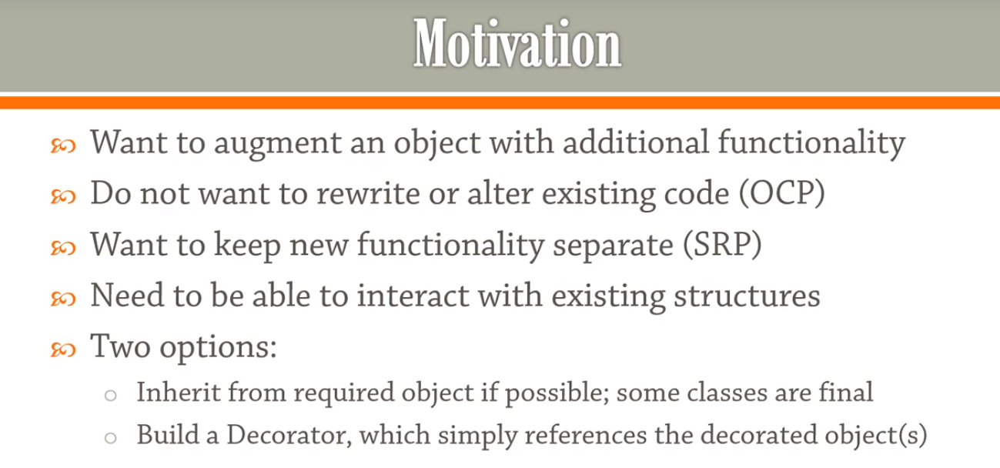 Motivation
Want to augment an object with additional functionality
Do not want to rewrite or alter existing code (OCP)
Want to keep new functionality separate (SRP)
Need to be able to interact with existing structures
Two options:
Inherit from required object if possible; some classes are final
Build a Decorator, which simply references the decorated object(s)